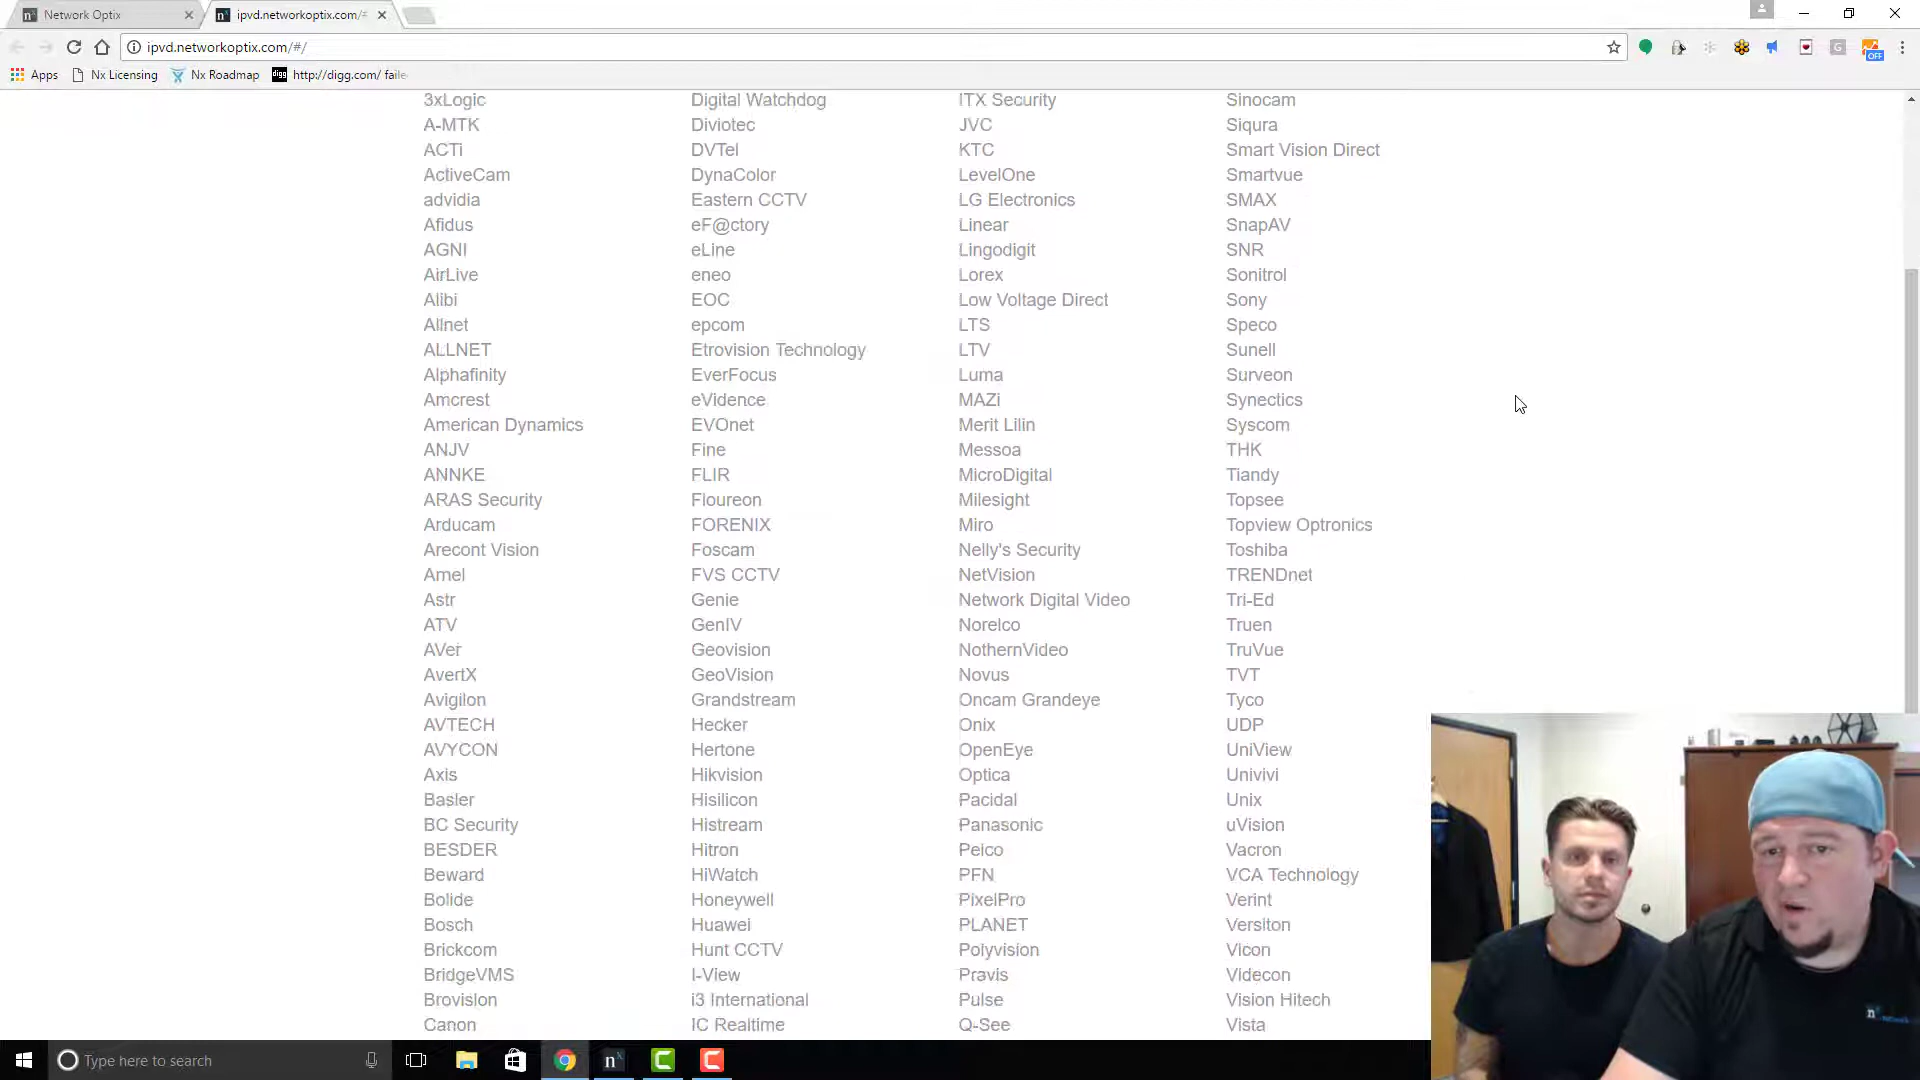 Network Optix
ipvd.networkoptix.com/#
ipvd.networkoptix.com/#/
Apps
Nx Licensing
Nx Roadmap
digg
http://digg.com/ faile
OFF
3xLogic
A-MTK
ACTi
ActiveCam
advidia
Afidus
AGNI
AirLive
Alibi
Allnet
ALLNET
Alphafinity
Amcrest
American Dynamics
ANJV
ANNKE
ARAS Security
Arducam
Arecont Vision
Arnel
Astr
ATV
AVer
AvertX
Avigilon
AVTECH
AVYCON
Axis
Basler
BC Security
BESDER
Beward
Bolide
Bosch
Brickcom
BridgeVMS
Brovision
Canon
Digital Watchdog
Diviotec
DVTel
DynaColor
Eastern CCTV
eF@ctory
eLine
eneo
EOC
epcom
Etrovision Technology
EverFocus
eVidence
EVOnet
Fine
FLIR
Floureon
FORENIX
Foscam
FVS CCTV
Genie
GenIV
Geovision
GeoVision
Grandstream
Hecker
Hertone
Hikvision
Hisilicon
Histream
Hitron
HiWatch
Honeywell
Huawei
Hunt CCTV
I-View
i3 International
IC Realtime
ITX Security
JVC
KTC
LevelOne
LG Electronics
Linear
Lingodigit
Lorex
Low Voltage Direct
LTS
LTV
Luma
MAZi
Merit Lilin
Messoa
MicroDigital
Milesight
Miro
Nelly's Security
NetVision
Network Digital Video
Norelco
NothernVideo
Novus
Oncam Grandeye
Onix
OpenEye
Optica
Pacidal
Panasonic
Pelco
PFN
PixelPro
PLANET
Polyvision
Pravis
Pulse
Q-See
Sinocam
Siqura
Smart Vision Direct
Smartvue
SMAX
SnapAV
SNR
Sonitrol
Sony
Speco
Sunell
Surveon
Synectics
Syscom
THK
Tiandy
Topsee
Topview Optronics
Toshiba
TRENDnet
Tri-Ed
Truen
TruVue
TVT
Tyco
UDP
UniView
Univivi
Unix
uVision
Vacron
VCA Technology
Verint
Versiton
Vicon
Videcon
Vision Hitech
Vista
Type here to search